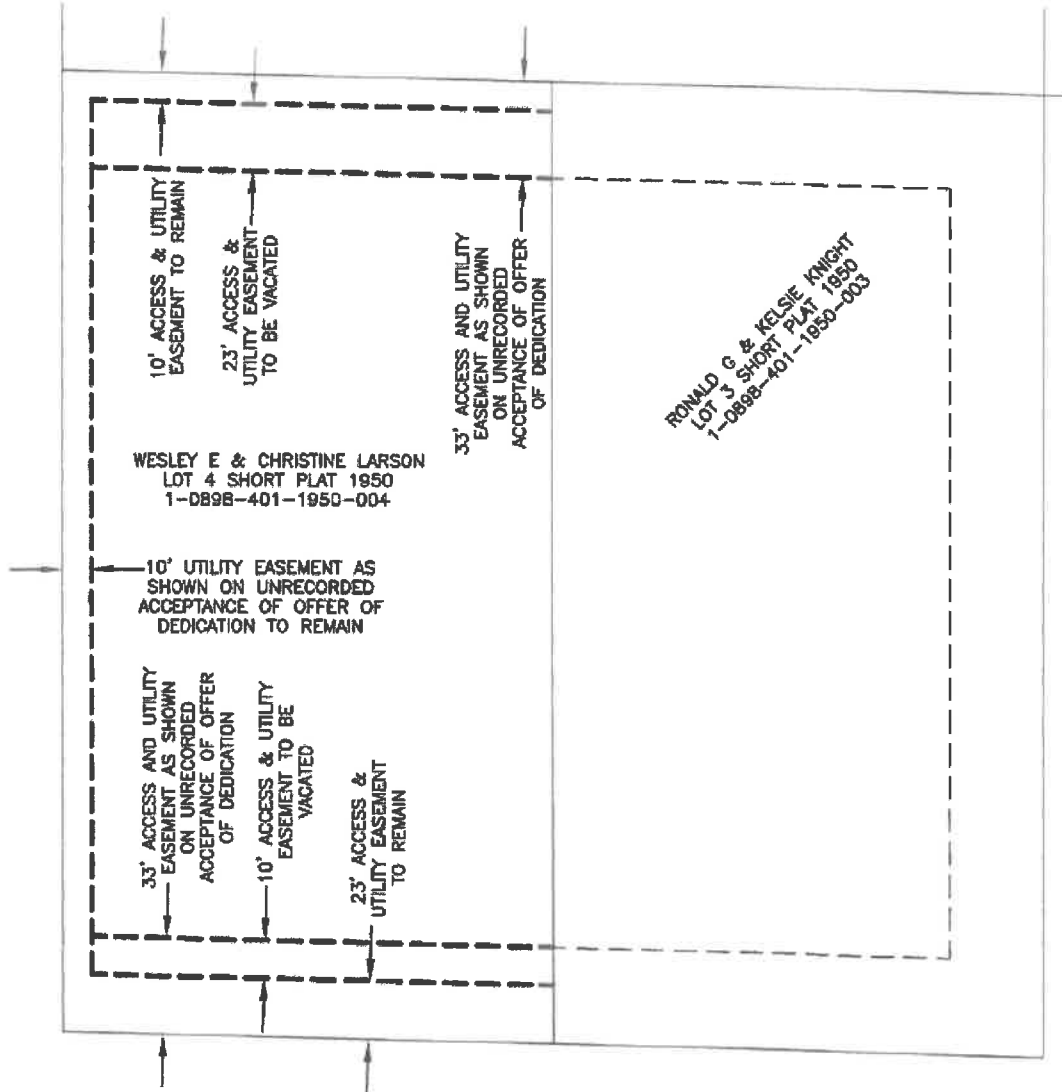 10' ACCESS & UTILITY
EASEMENT TO REMAIN
23' ACCESS &
UTILITY EASEMENT
TO BE VACATED
33' ACCESS AND UTILITY
EASEMENT AS SHOWN
ON UNRECORDED
ACCEPTANCE OF OFFER
OF DEDICATION
RONALD G & KELSIE KNIGHT
LOT 3 SHORT PLAT 1950
1-0898-401-1950-003
WESLEY E & CHRISTINE LARSON
LOT 4 SHORT PLAT 1950
1-0898-401-1950-004
10' UTILITY EASEMENT AS
SHOWN ON UNRECORDED
ACCEPTANCE OF OFFER OF
DEDICATION TO REMAIN
33' ACCESS AND UTILITY
EASEMENT AS SHOWN
ON UNRECORDED
ACCEPTANCE OF OFFER
OF DEDICATION
10' ACCESS & UTILITY
EASEMENT TO BE
VACATED
23' ACCESS &
UTILITY EASEMENT
TO REMAIN